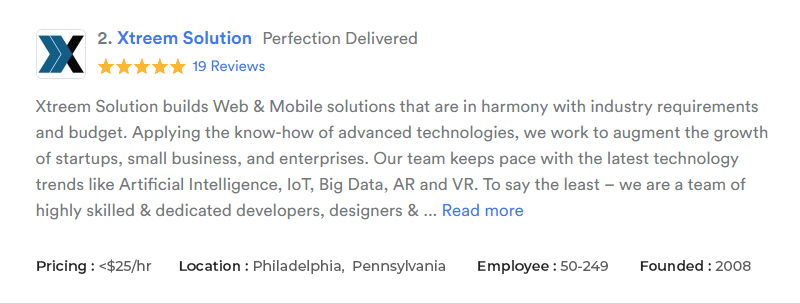 2. Xtreem Solution Perfection Delivered
19 Reviews
Xtreem Solution builds Web & Mobile solutions that are in harmony with industry requirements
and budget. Applying the know-how of advanced technologies, we work to augment the growth
of startups, small business, and enterprises. Our team keeps pace with the latest technology
trends like Artificial Intelligence, IoT, Big Data, AR and VR. To say the least – we are a team of
highly skilled & dedicated developers, designers & ... Read more
Pricing : <$25/hr Location : Philadelphia, Pennsylvania Employee : 50-249 Founded : 2008